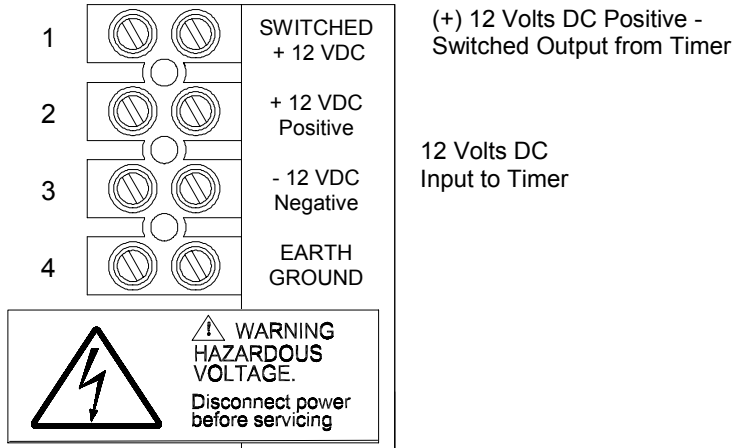 1
SWITCHED
+ 12 VDC
(+) 12 Volts DC Positive -
Switched Output from Timer
2
+ 12 VDC
Positive
12 Volts DC
Input to Timer
3
- 12 VDC
Negative
4
EARTH
GROUND
⚠ WARNING
HAZARDOUS
VOLTAGE.
Disconnect power
before servicing